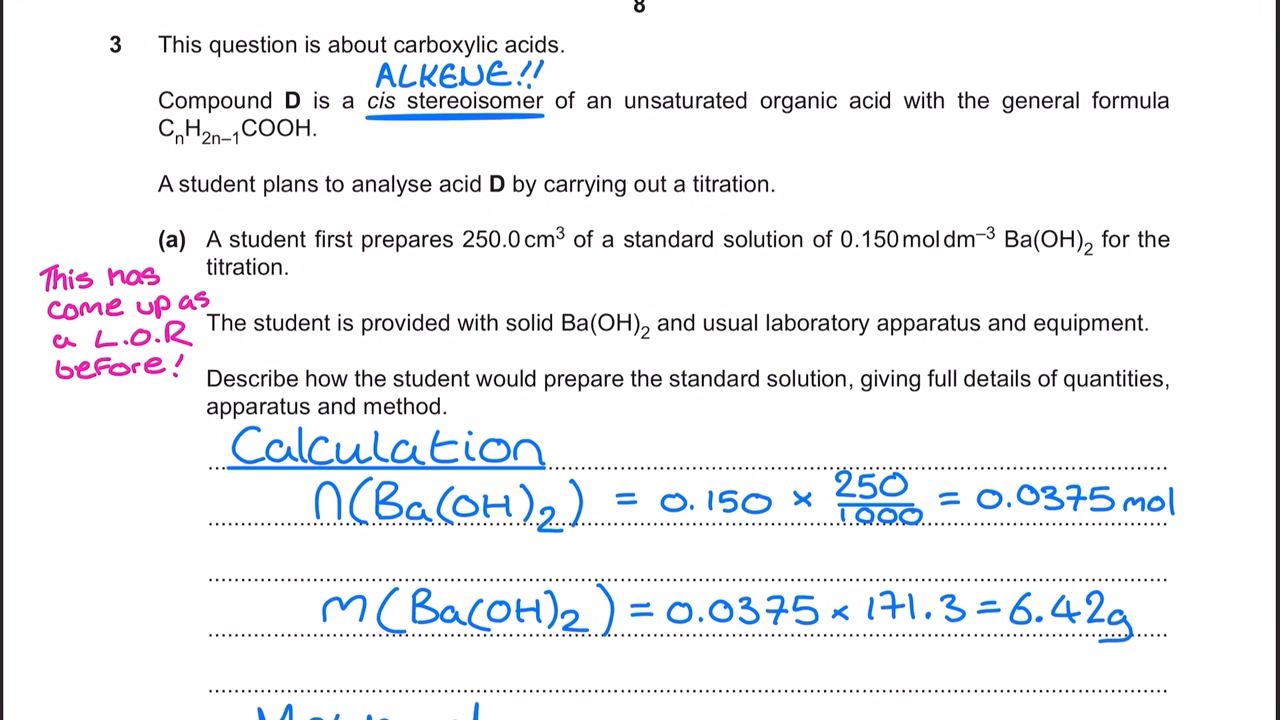 8
3 This question is about carboxylic acids.
ALKENE!!
Compound D is a cis stereoisomer of an unsaturated organic acid with the general formula
CₙH₂ₙ₋₁COOH.
A student plans to analyse acid D by carrying out a titration.
(a) A student first prepares 250.0 cm³ of a standard solution of 0.150 mol dm⁻³ Ba(OH)₂ for the
titration.
This has
come up as
a L.O.R
before!
The student is provided with solid Ba(OH)₂ and usual laboratory apparatus and equipment.
Describe how the student would prepare the standard solution, giving full details of quantities,
apparatus and method.
Calculation
n(Ba(OH)₂) = 0.150 × 250/1000 = 0.0375 mol
m(Ba(OH)₂) = 0.0375 × 171.3 = 6.42g